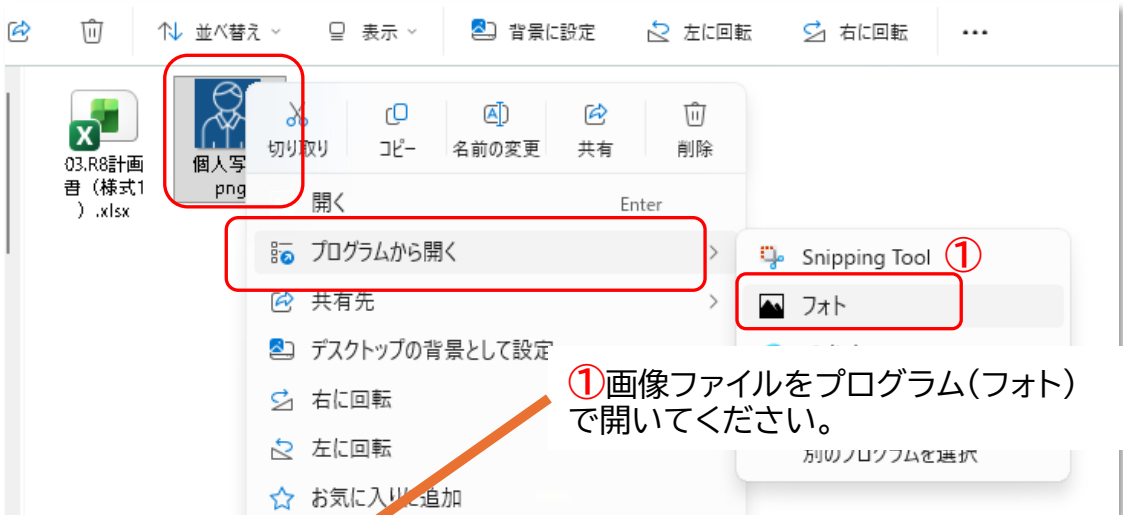 並べ替え
表示
背景に設定
左に回転
右に回転
...
03.R8計画
書（様式1
）.xlsx
個人写
png
切り取り
コピー
名前の変更
共有
削除
開く
Enter
プログラムから開く
Snipping Tool
①
フォト
共有先
デスクトップの背景として設定
①画像ファイルをプログラム(フォト)
で開いてください。
右に回転
左に回転
別のプログラムを選択
お気に入りに追加